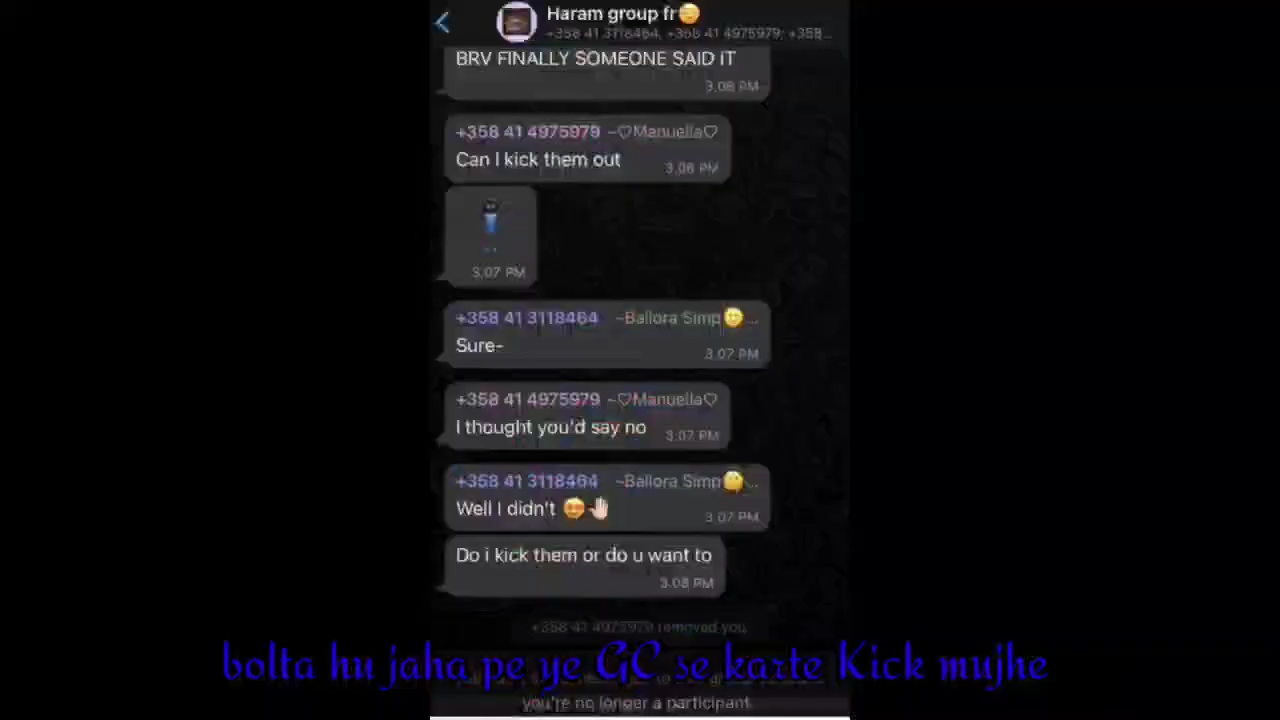 Haram group fr😊
+358 41 3118464, +358 41 4975979, +358...
BRV FINALLY SOMEONE SAID IT
3.06 PM
+358 41 4975979 ~♡Manuella♡
Can I kick them out
3.06 PM
3.07 PM
+358 41 3118464 ~Ballora Simp😊...
Sure-
3.07 PM
+358 41 4975979 ~♡Manuella♡
I thought you'd say no
3.07 PM
+358 41 3118464 ~Ballora Simp😊...
Well I didn't 😍🤚🏻
3.07 PM
Do i kick them or do u want to
3.08 PM
+358 41 4975979 removed you
bolta hu jaha pe ye GC se karte Kick mujhe
you're no longer a participant